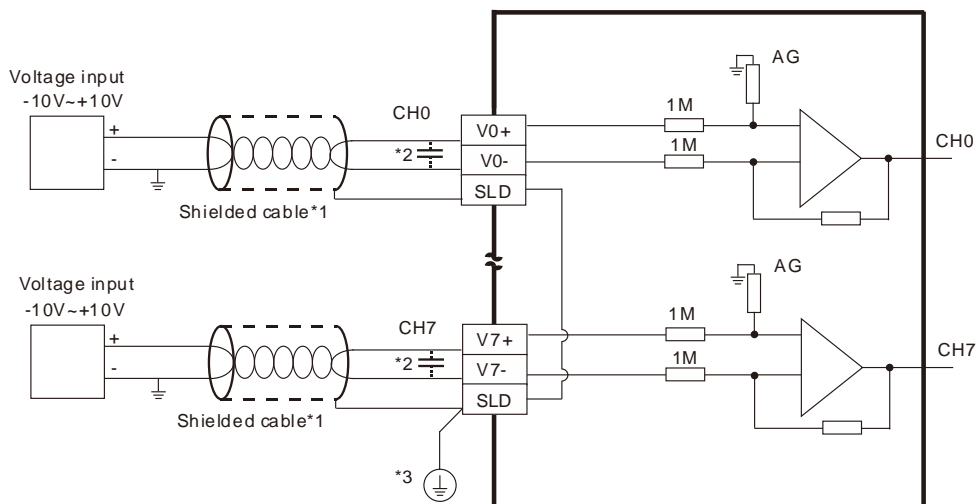 Voltage input
-10V~+10V
+
-
CH0
*2
Shielded cable*1
V0+
V0-
SLD
1M
1M
AG
CH0
Voltage input
-10V~+10V
+
-
CH7
*2
Shielded cable*1
*3
V7+
V7-
SLD
1M
1M
AG
CH7